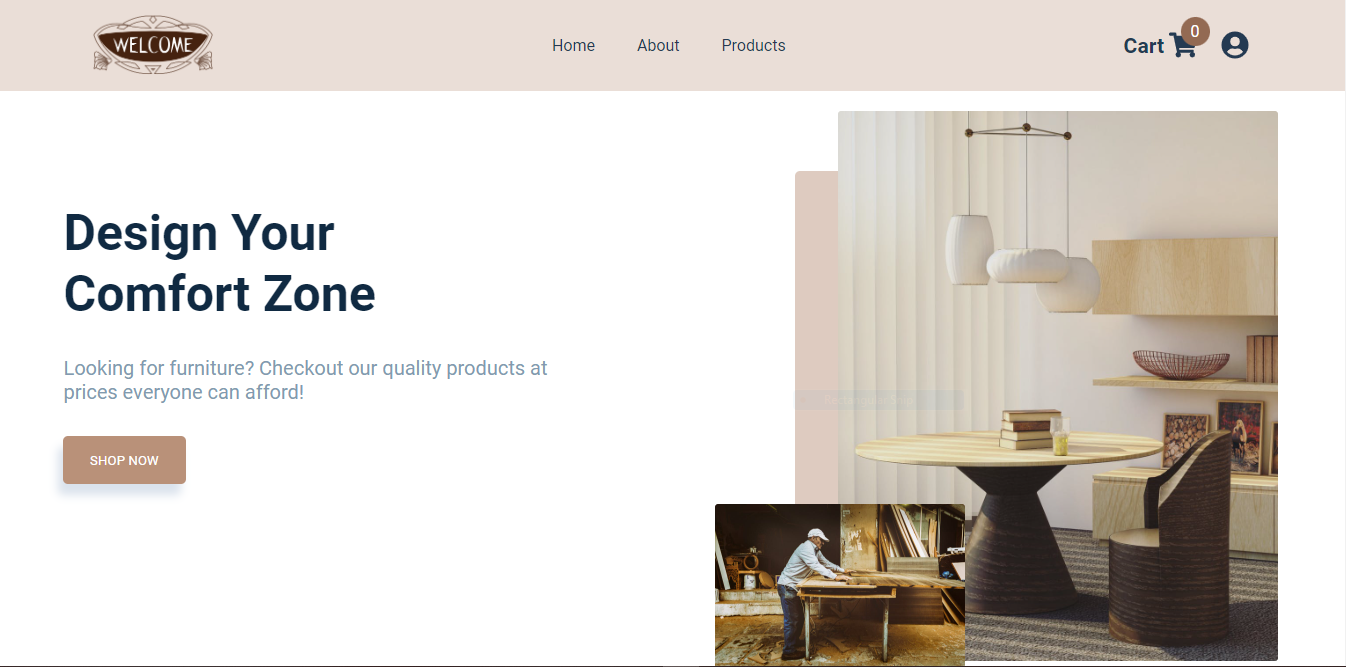 WELCOME
Home
About
Products
Cart
0
Design Your
Comfort Zone
Looking for furniture? Checkout our quality products at
prices everyone can afford!
SHOP NOW